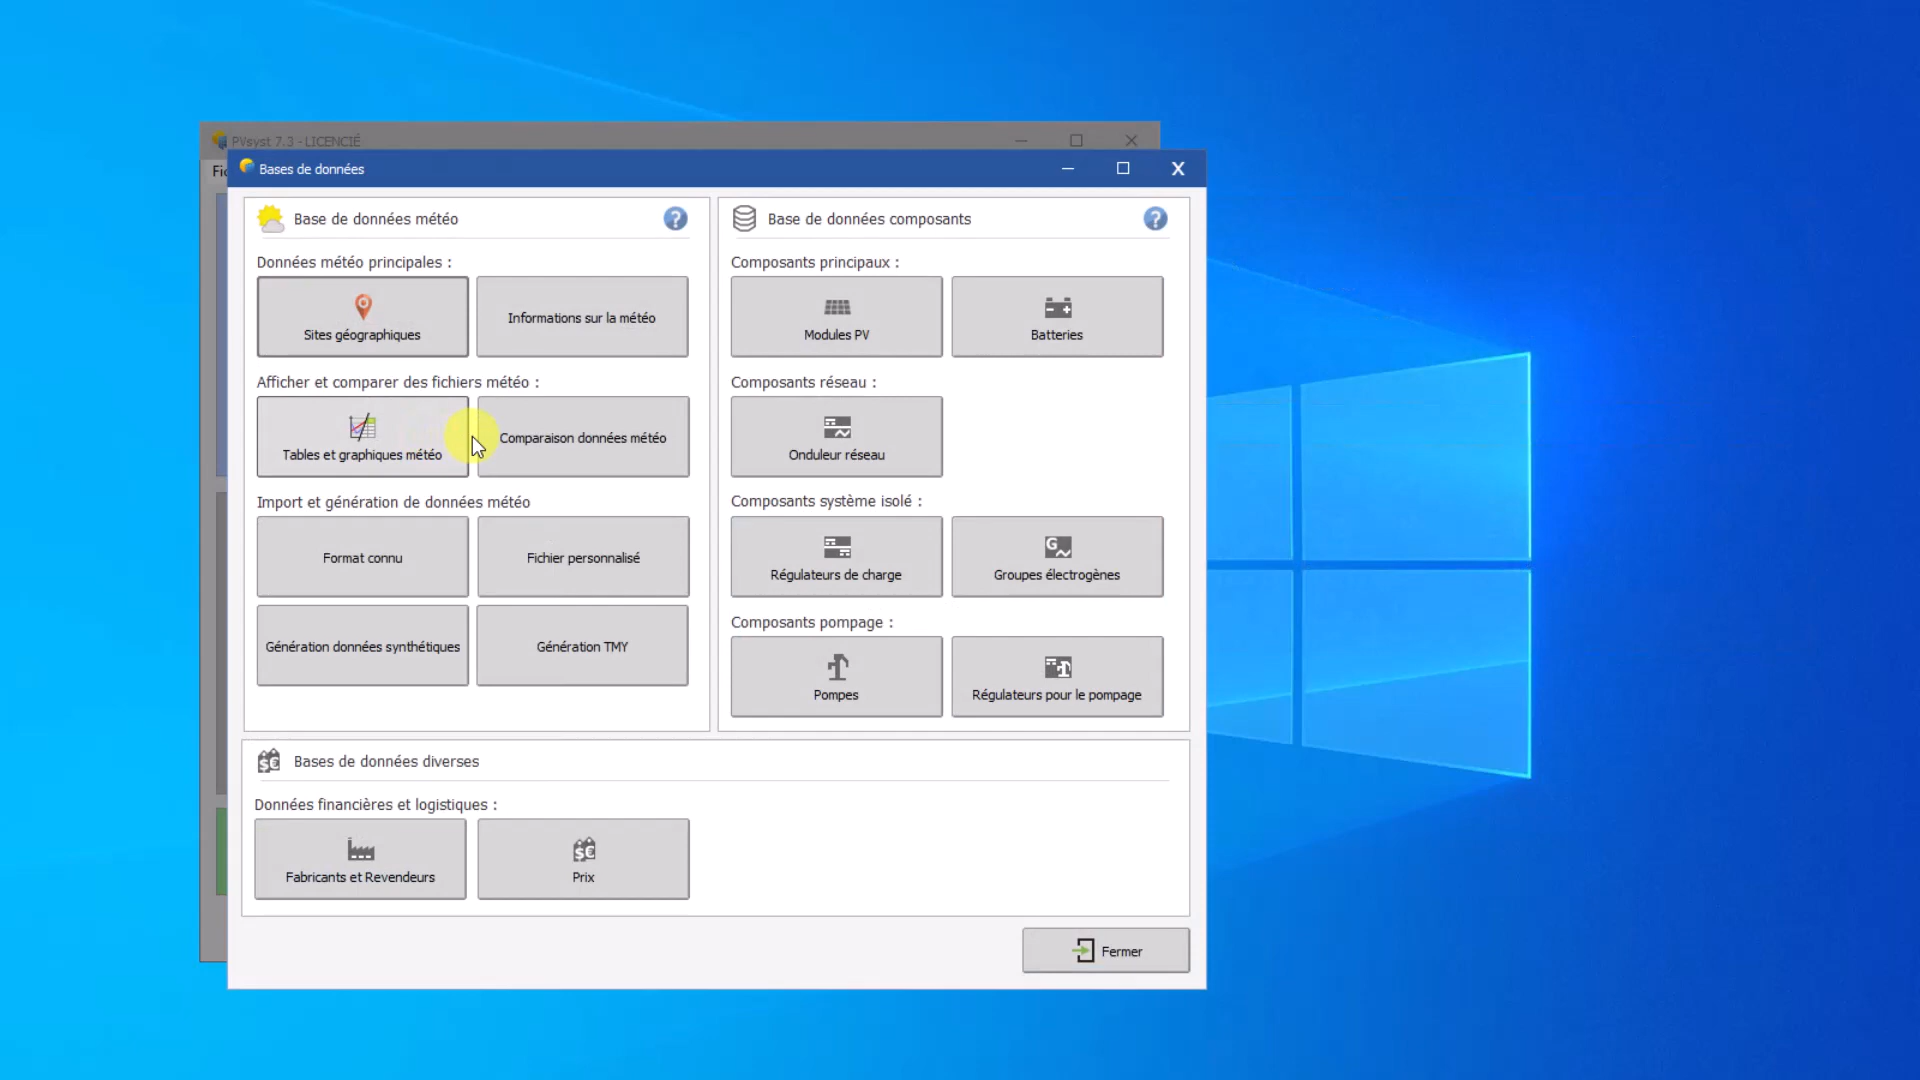 PVsyst 7.3 - LICENCIÉ
Bases de données
Base de données météo
Données météo principales :
Sites géographiques
Informations sur la météo
Afficher et comparer des fichiers météo :
Tables et graphiques météo
Comparaison données météo
Import et génération de données météo
Format connu
Fichier personnalisé
Génération données synthétiques
Génération TMY
Base de données composants
Composants principaux :
Modules PV
Batteries
Composants réseau :
Onduleur réseau
Composants système isolé :
Régulateurs de charge
Groupes électrogènes
Composants pompage :
Pompes
Régulateurs pour le pompage
Bases de données diverses
Données financières et logistiques :
Fabricants et Revendeurs
Prix
Fermer